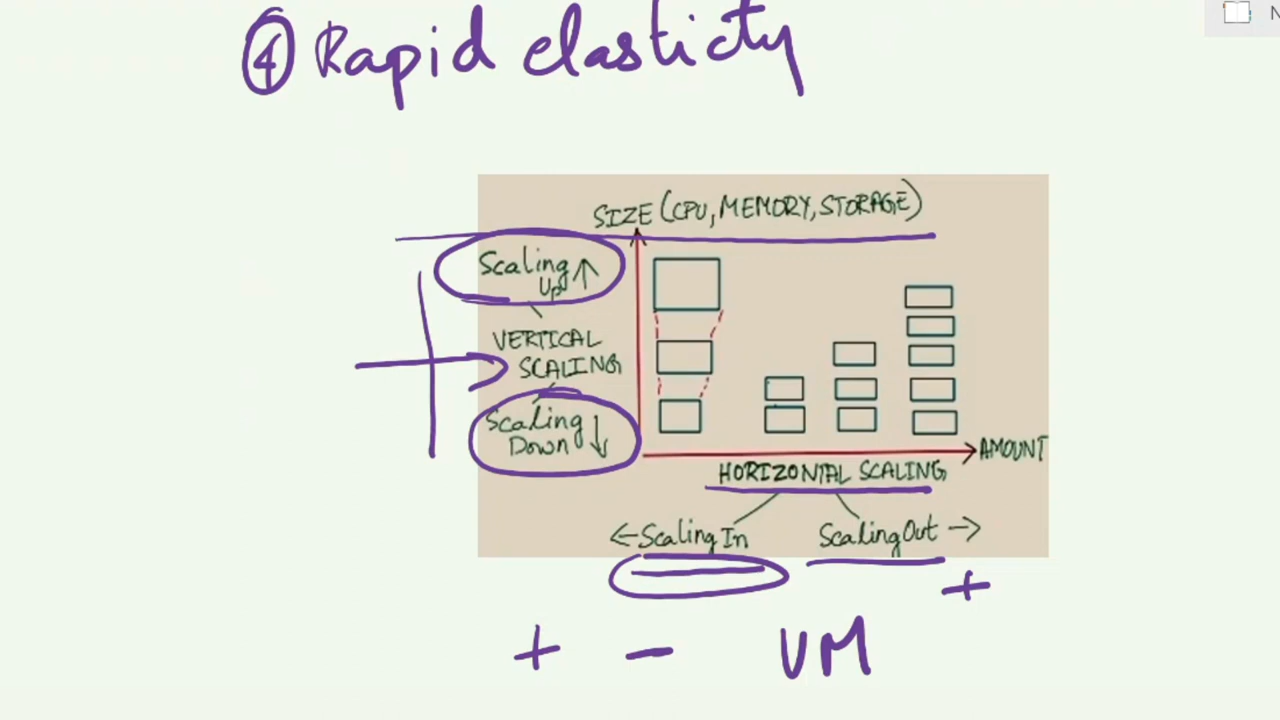 ④ Rapid elasticty
N
SIZE (CPU, MEMORY, STORAGE)
Scaling
Up ↑
VERTICAL
SCALING
Scaling
Down ↓
AMOUNT
HORIZONTAL SCALING
← Scaling In
Scaling Out →
+
+ - VM